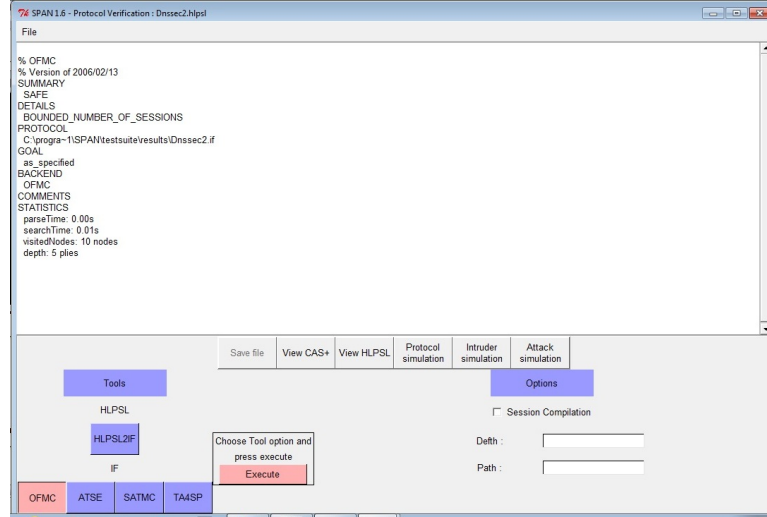 SPAN 1.6 - Protocol Verification : Dnssec2.hlpsl
File
% OFMC
% Version of 2006/02/13
SUMMARY
SAFE
DETAILS
BOUNDED_NUMBER_OF_SESSIONS
PROTOCOL
C:\progra~1\SPAN\testsuite\results\Dnssec2.if
GOAL
as_specified
BACKEND
OFMC
COMMENTS
STATISTICS
parseTime: 0.00s
searchTime: 0.01s
visitedNodes: 10 nodes
depth: 5 plies
Save file
View CAS+
View HLPSL
Protocol
simulation
Intruder
simulation
Attack
simulation
Tools
Options
HLPSL
Session Compilation
HLPSL2IF
Choose Tool option and
press execute
Execute
Defth :
IF
Path :
OFMC
ATSE
SATMC
TA4SP